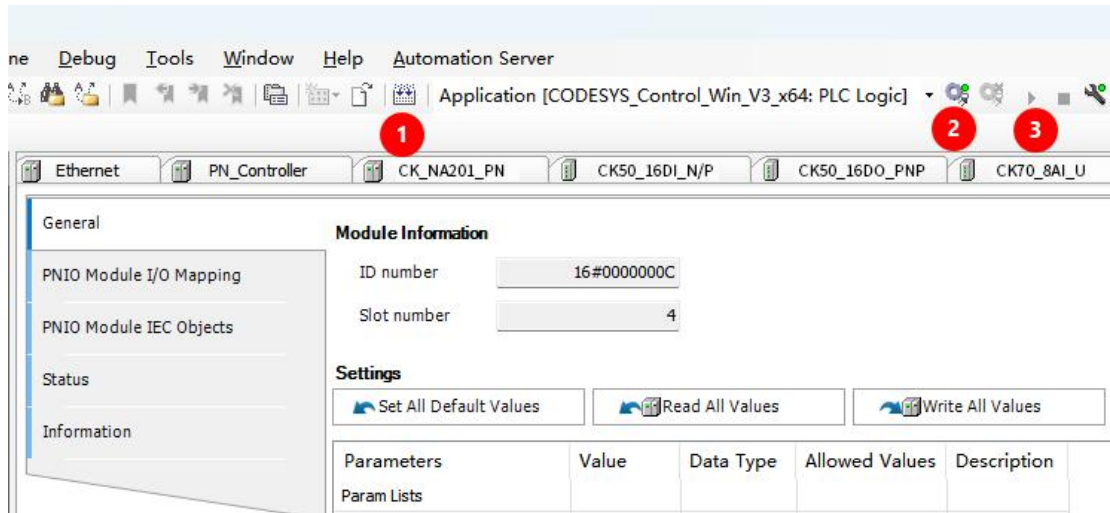 ne Debug Tools Window Help Automation Server
Application [CODESYS_Control_Win_V3_x64: PLC Logic]
1 2 3
Ethernet PN_Controller CK_NA201_PN CK50_16DI_N/P CK50_16DO_PNP CK70_8AI_U
General
PNIO Module I/O Mapping
PNIO Module IEC Objects
Status
Information
Module Information
ID number 16#0000000C
Slot number 4
Settings
Set All Default Values Read All Values Write All Values
Parameters Value Data Type Allowed Values Description
Param Lists